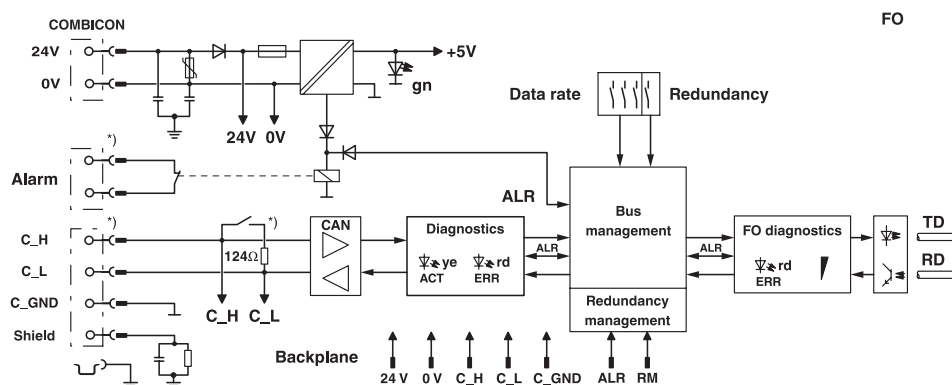 COMBICON
FO
24V
+5V
0V
gn
Data rate
Redundancy
24V 0V
*)
Alarm
ALR
*)
*)
CAN
Diagnostics
Bus management
FO diagnostics
TD
C_H
ALR
ALR
124Ω
ye
rd
rd
RD
C_L
ACT
ERR
ERR
C_GND
C_H C_L
Redundancy management
Shield
Backplane
24 V 0 V C_H C_L C_GND ALR RM